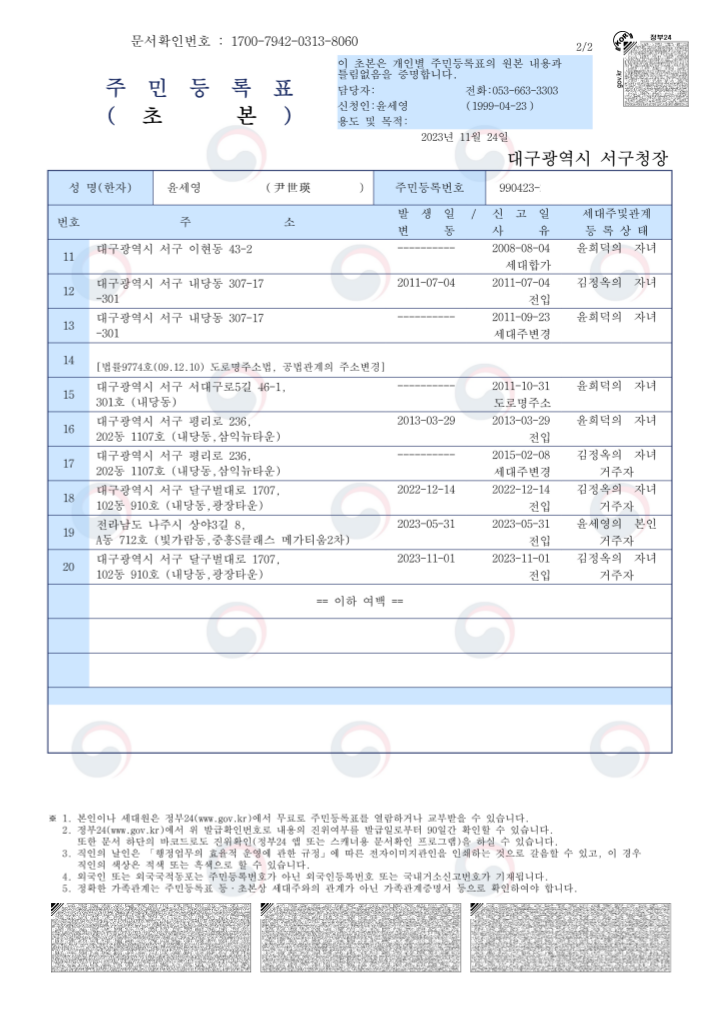 문서확인번호 : 1700-7942-0313-8060
2/2
정부24
gov.kr
이 초본은 개인별 주민등록표의 원본 내용과
틀림없음을 증명합니다.
담당자: 전화:053-663-3303
신청인:윤세영 (1999-04-23 )
용도 및 목적:
주 민 등 록 표
( 초 본 )
2023년 11월 24일
대구광역시 서구청장
성 명(한자) 윤세영 (尹世瑛 ) 주민등록번호 990423-
번호 주 소 발 생 일 / 신 고 일 세대주및관계
변 동 사 유 등 록 상 태
11 대구광역시 서구 이현동 43-2 ---------- 2008-08-04 윤희덕의 자녀
세대합가
12 대구광역시 서구 내당동 307-17 2011-07-04 2011-07-04 김정옥의 자녀
-301 전입
13 대구광역시 서구 내당동 307-17 ---------- 2011-09-23 윤희덕의 자녀
-301 세대주변경
14
[법률9774호(09.12.10) 도로명주소법, 공법관계의 주소변경]
15 대구광역시 서구 서대구로5길 46-1, ---------- 2011-10-31 윤희덕의 자녀
301호 (내당동) 도로명주소
16 대구광역시 서구 평리로 236, 2013-03-29 2013-03-29 윤희덕의 자녀
202동 1107호 (내당동,삼익뉴타운) 전입
17 대구광역시 서구 평리로 236, ---------- 2015-02-08 김정옥의 자녀
202동 1107호 (내당동,삼익뉴타운) 세대주변경 거주자
18 대구광역시 서구 달구벌대로 1707, 2022-12-14 2022-12-14 김정옥의 자녀
102동 910호 (내당동,광장타운) 전입 거주자
19 전라남도 나주시 상야3길 8, 2023-05-31 2023-05-31 윤세영의 본인
A동 712호 (빛가람동,중흥S클래스 메가티움2차) 전입 거주자
20 대구광역시 서구 달구벌대로 1707, 2023-11-01 2023-11-01 김정옥의 자녀
102동 910호 (내당동,광장타운) 전입 거주자
== 이하 여백 ==
※ 1. 본인이나 세대원은 정부24(www.gov.kr)에서 무료로 주민등록표를 열람하거나 교부받을 수 있습니다.
2. 정부24(www.gov.kr)에서 위 발급확인번호로 내용의 진위여부를 발급일로부터 90일간 확인할 수 있습니다.
또한 문서 하단의 바코드로도 진위확인(정부24 앱 또는 스캐너용 문서확인 프로그램)을 하실 수 있습니다.
3. 직인의 날인은 「행정업무의 효율적 운영에 관한 규정」에 따른 전자이미지관인을 인쇄하는 것으로 갈음할 수 있고, 이 경우
직인의 색상은 적색 또는 흑색으로 할 수 있습니다.
4. 외국인 또는 외국국적동포는 주민등록번호가 아닌 외국인등록번호 또는 국내거소신고번호가 기재됩니다.
5. 정확한 가족관계는 주민등록표 등·초본상 세대주와의 관계가 아닌 가족관계증명서 등으로 확인하여야 합니다.